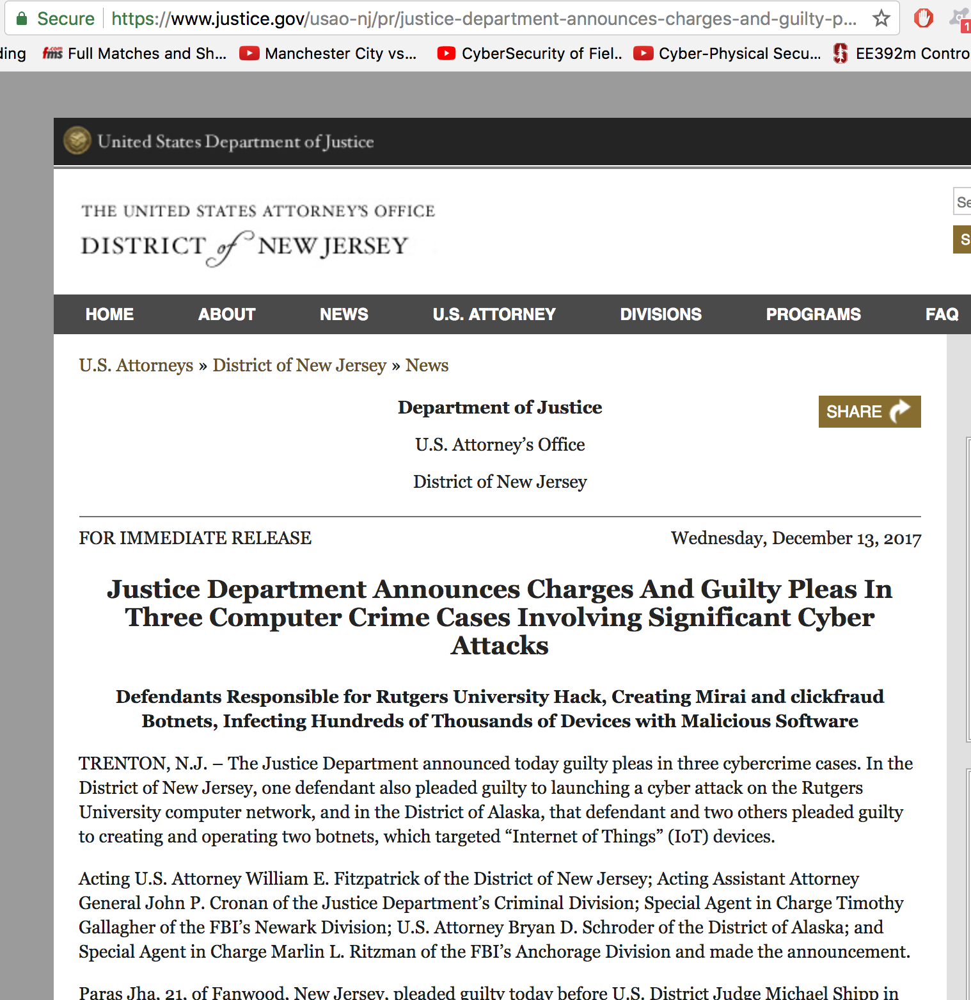 Secure https://www.justice.gov/usao-nj/pr/justice-department-announces-charges-and-guilty-p...
1
ding fms.com Full Matches and Sh... Manchester City vs... CyberSecurity of Fiel.. Cyber-Physical Secu... EE392m Contro
United States Department of Justice
THE UNITED STATES ATTORNEY'S OFFICE
DISTRICT of NEW JERSEY
Se
S
HOME ABOUT NEWS U.S. ATTORNEY DIVISIONS PROGRAMS FAQ
U.S. Attorneys » District of New Jersey » News
Department of Justice
SHARE
U.S. Attorney’s Office
District of New Jersey
FOR IMMEDIATE RELEASE Wednesday, December 13, 2017
Justice Department Announces Charges And Guilty Pleas In
Three Computer Crime Cases Involving Significant Cyber
Attacks
Defendants Responsible for Rutgers University Hack, Creating Mirai and clickfraud
Botnets, Infecting Hundreds of Thousands of Devices with Malicious Software
TRENTON, N.J. – The Justice Department announced today guilty pleas in three cybercrime cases. In the
District of New Jersey, one defendant also pleaded guilty to launching a cyber attack on the Rutgers
University computer network, and in the District of Alaska, that defendant and two others pleaded guilty
to creating and operating two botnets, which targeted “Internet of Things” (IoT) devices.
Acting U.S. Attorney William E. Fitzpatrick of the District of New Jersey; Acting Assistant Attorney
General John P. Cronan of the Justice Department’s Criminal Division; Special Agent in Charge Timothy
Gallagher of the FBI’s Newark Division; U.S. Attorney Bryan D. Schroder of the District of Alaska; and
Special Agent in Charge Marlin L. Ritzman of the FBI’s Anchorage Division and made the announcement.
Paras Jha, 21, of Fanwood, New Jersey, pleaded guilty today before U.S. District Judge Michael Shipp in